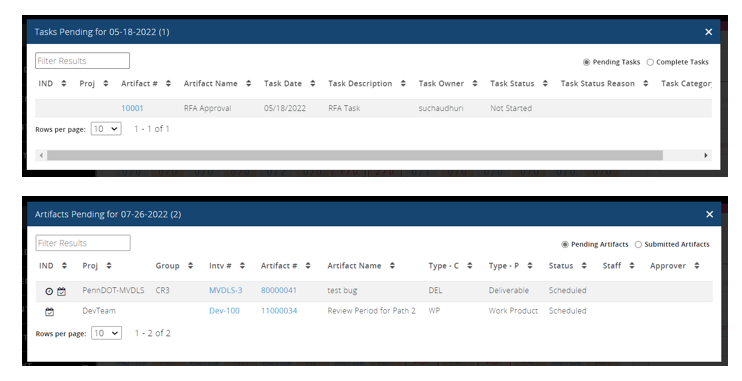 Tasks Pending for 05-18-2022 (1)
Filter Results
Pending Tasks Complete Tasks
IND Proj Artifact # Artifact Name Task Date Task Description Task Owner Task Status Task Status Reason Task Categor
10001 RFA Approval 05/18/2022 RFA Task suchaudhuri Not Started
Rows per page: 10 1 - 1 of 1
Artifacts Pending for 07-26-2022 (2)
Filter Results
Pending Artifacts Submitted Artifacts
IND Proj Group Intv # Artifact # Artifact Name Type - C Type - P Status Staff Approver
PennDOT-MVDLS CR3 MVDLS-3 80000041 test bug DEL Deliverable Scheduled
DevTeam Dev-100 11000034 Review Period for Path 2 WP Work Product Scheduled
Rows per page: 10 1 - 2 of 2